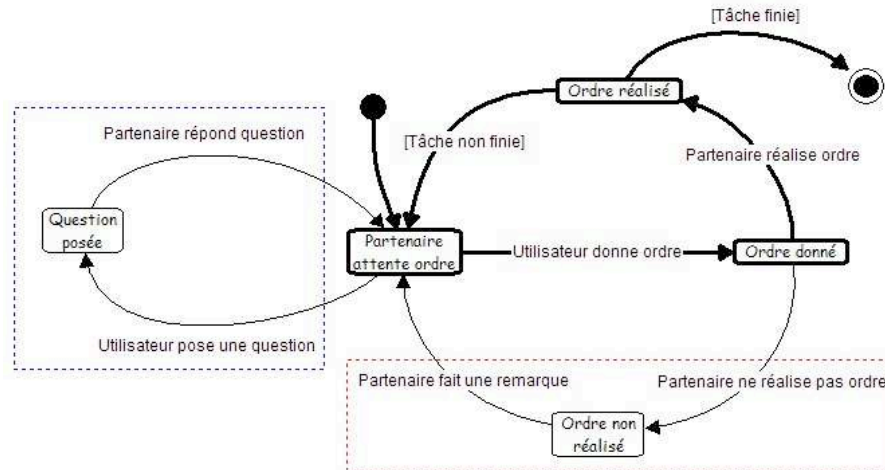 [Tâche finie]
Ordre réalisé
Partenaire répond question
[Tâche non finie]
Partenaire réalise ordre
Question
posée
Partenaire
attente ordre
Utilisateur donne ordre
Ordre donné
Utilisateur pose une question
Partenaire fait une remarque
Partenaire ne réalise pas ordre
Ordre non
réalisé